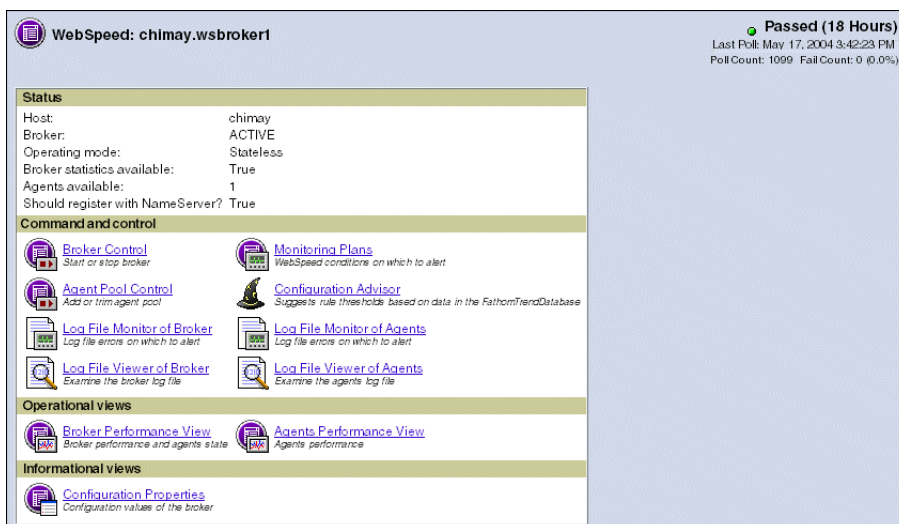 WebSpeed: chimay.wsbroker1
Passed (18 Hours)
Last Poll: May 17, 2004 3:42:23 PM
Poll Count: 1099 Fail Count: 0 (0.0%)
Status
Host: chimay
Broker: ACTIVE
Operating mode: Stateless
Broker statistics available: True
Agents available: 1
Should register with NameServer? True
Command and control
Broker Control Monitoring Plans
Start or stop broker WebSpeed conditions on which to alert
Agent Pool Control Configuration Advisor
Add or trim agent pool Suggests rule thresholds based on data in the FathomTrendDatabase
Log File Monitor of Broker Log File Monitor of Agents
Log file errors on which to alert Log file errors on which to alert
Log File Viewer of Broker Log File Viewer of Agents
Examine the broker log file Examine the agents log file
Operational views
Broker Performance View Agents Performance View
Broker performance and agents state Agents performance
Informational views
Configuration Properties
Configuration values of the broker